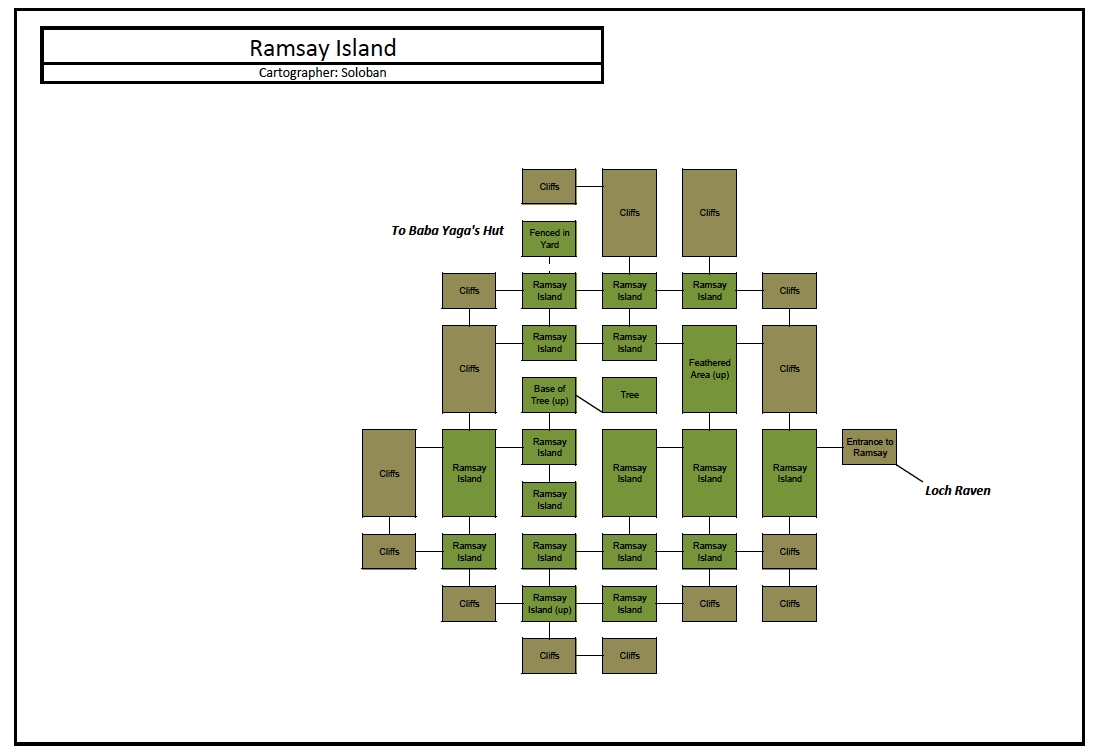 Ramsay Island
Cartographer: Soloban
Cliffs
Cliffs
Cliffs
To Baba Yaga's Hut
Fenced in
Yard
Cliffs
Ramsay
Island
Ramsay
Island
Ramsay
Island
Cliffs
Cliffs
Ramsay
Island
Ramsay
Island
Feathered
Area (up)
Cliffs
Base of
Tree (up)
Tree
Cliffs
Ramsay
Island
Ramsay
Island
Ramsay
Island
Ramsay
Island
Ramsay
Island
Entrance to
Ramsay
Loch Raven
Ramsay
Island
Cliffs
Ramsay
Island
Ramsay
Island
Ramsay
Island
Ramsay
Island
Cliffs
Cliffs
Ramsay
Island (up)
Ramsay
Island
Cliffs
Cliffs
Cliffs
Cliffs